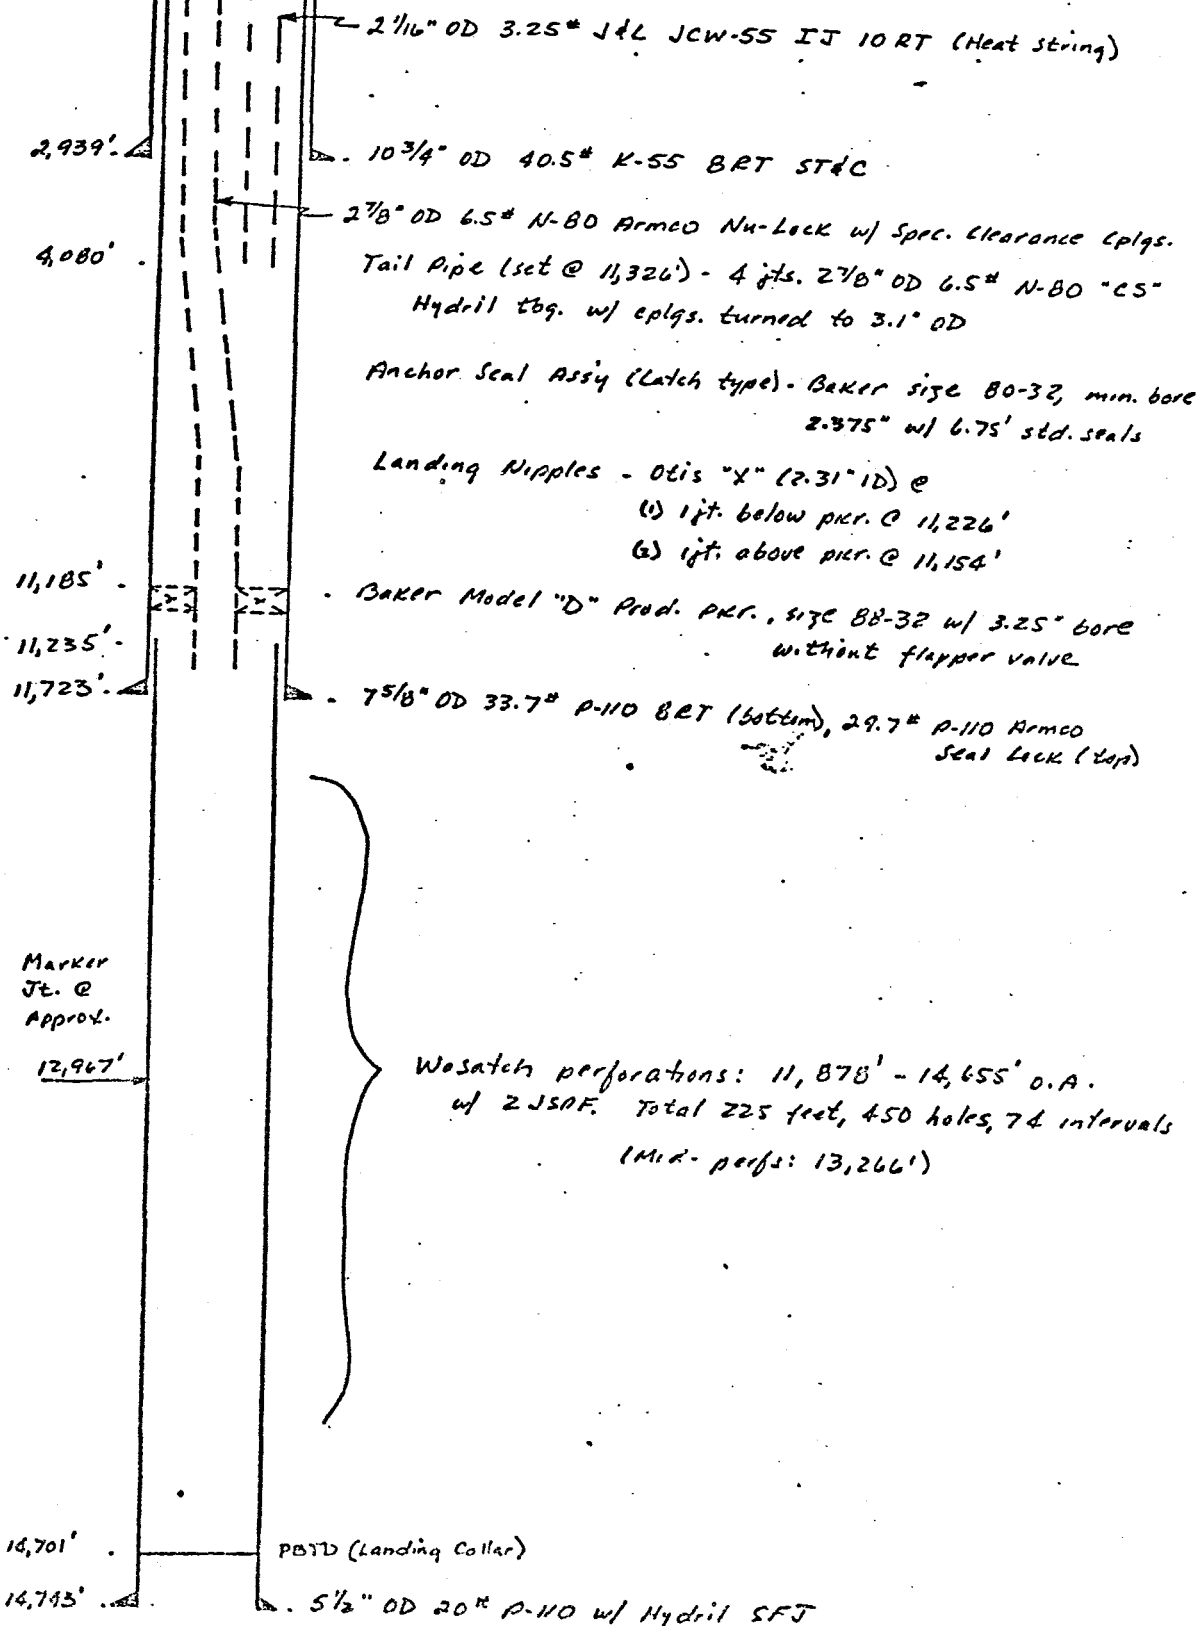 2 1/16" OD 3.25# J&L JCW-55 IJ 10 RT (Heat String)
2,939'
10 3/4" OD 40.5# K-55 8RT ST&C
2 7/8" OD 6.5# N-80 Armco Nu-Lock w/ Spec. Clearance Cplgs.
4,080'
Tail Pipe (set @ 11,326') - 4 jts. 2 7/8" OD 6.5# N-80 "CS"
Hydril tbg. w/ cplgs. turned to 3.1" OD
Anchor Seal Assy (Latch type) - Baker size 80-32, min. bore
2.375" w/ 6.75' std. seals
Landing Nipples - Otis "X" (2.31" ID) @
(1) 1 jt. below pkr. @ 11,226'
(2) 1 jt. above pkr. @ 11,154'
11,185'
Baker Model "D" Prod. pkr., size 88-32 w/ 3.25" bore
without flapper valve
11,235'
11,723'
7 5/8" OD 33.7# P-110 8RT (bottom), 29.7# P-110 Armco
Seal Lock (top)
Marker
Jt. @
Approx.
12,967'
Wasatch perforations: 11,878' - 14,655' O.A.
w/ 2 JSPF. Total 225 feet, 450 holes, 74 intervals
(Mid-perfs: 13,266')
14,701'
PBTD (Landing Collar)
14,743'
5 1/2" OD 20# P-110 w/ Hydril SFJ